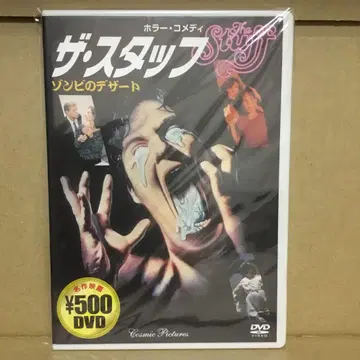 ホラー・コメディ
ザ・スタッフ
Stuff
ゾンビのデザート
名作映画
¥500
DVD
Cosmic Pictures
DVD
VIDEO